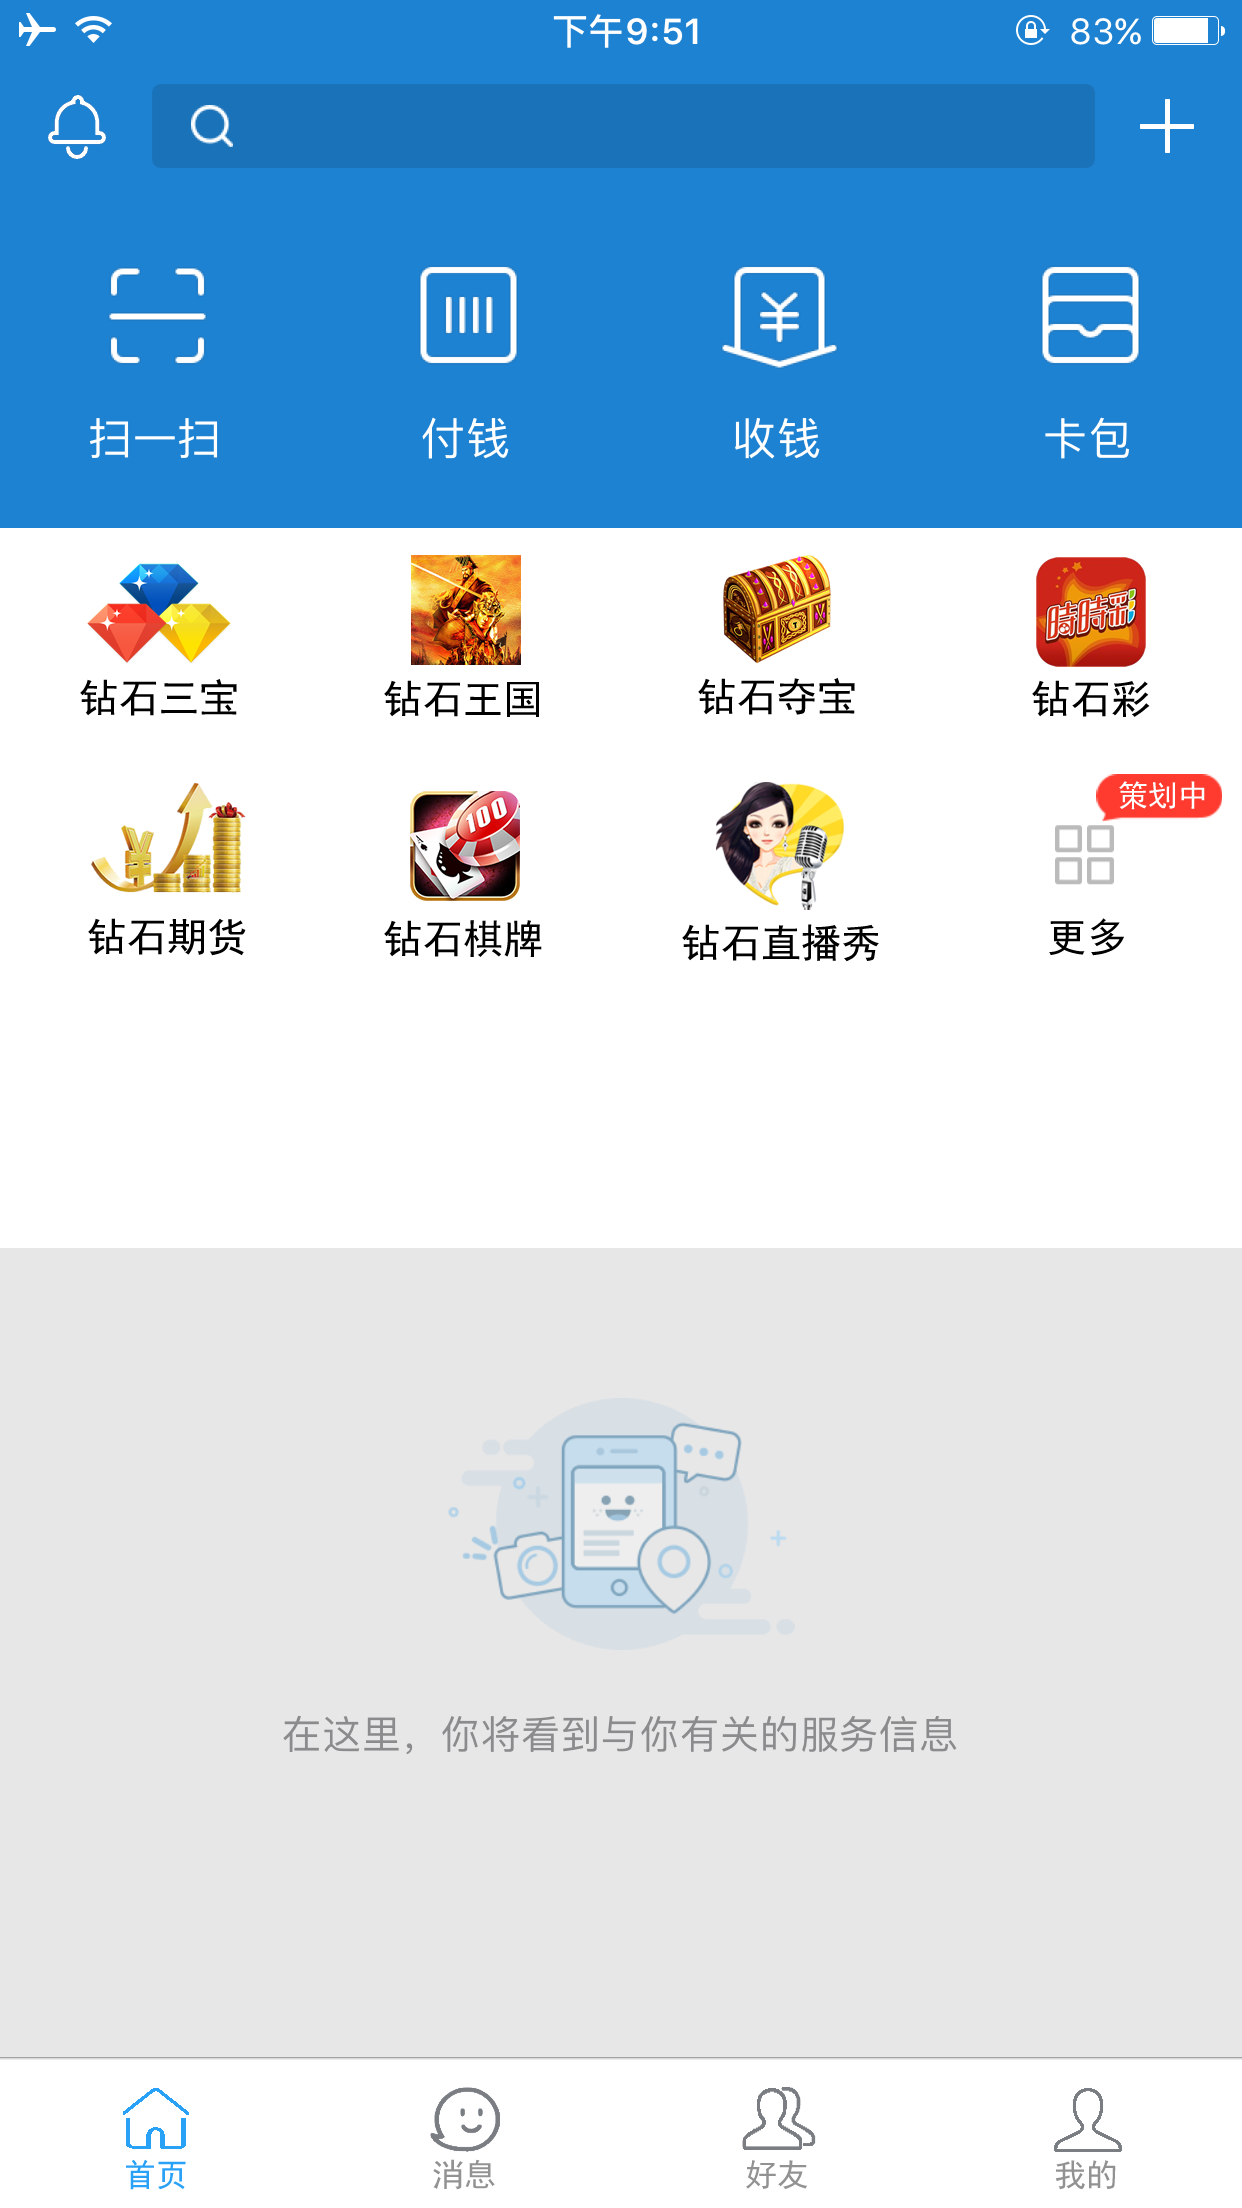 下午9:51
83%
扫一扫
付钱
收钱
卡包
钻石三宝
钻石王国
钻石夺宝
時時彩
钻石彩
策划中
100
钻石期货
钻石棋牌
钻石直播秀
更多
在这里，你将看到与你有关的服务信息
首页
消息
好友
我的